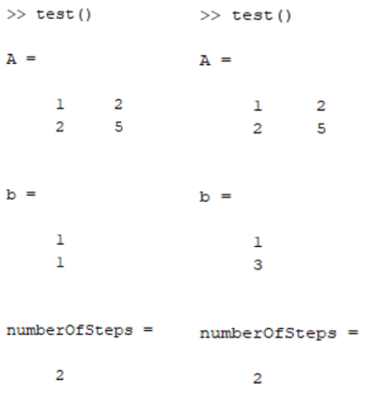 >> test()
A =
1 2
2 5
b =
1
1
numberOfSteps =
2
>> test()
A =
1 2
2 5
b =
1
3
numberOfSteps =
2